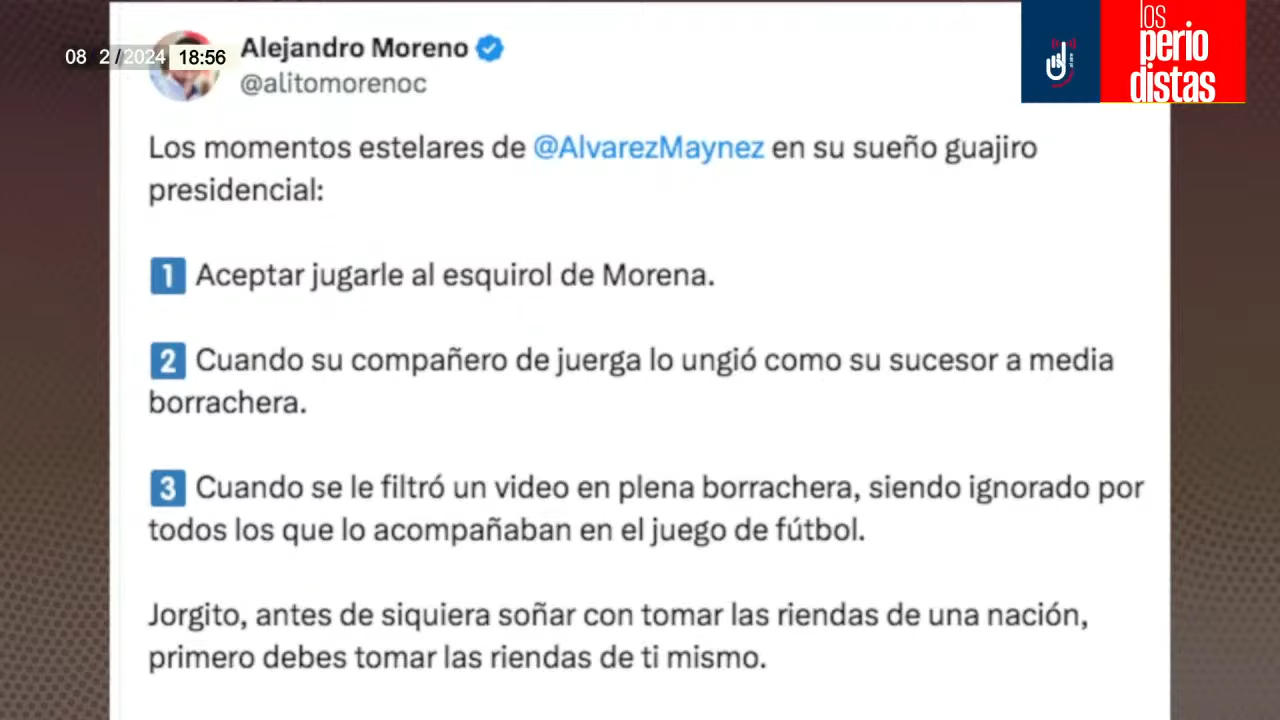 08 2/2024 18:56
los
perio
distas
Alejandro Moreno
@alitomorenoc
Los momentos estelares de @AlvarezMaynez en su sueño guajiro
presidencial:
1 Aceptar jugarle al esquirol de Morena.
2 Cuando su compañero de juerga lo ungió como su sucesor a media
borrachera.
3 Cuando se le filtró un video en plena borrachera, siendo ignorado por
todos los que lo acompañaban en el juego de fútbol.
Jorgito, antes de siquiera soñar con tomar las riendas de una nación,
primero debes tomar las riendas de ti mismo.